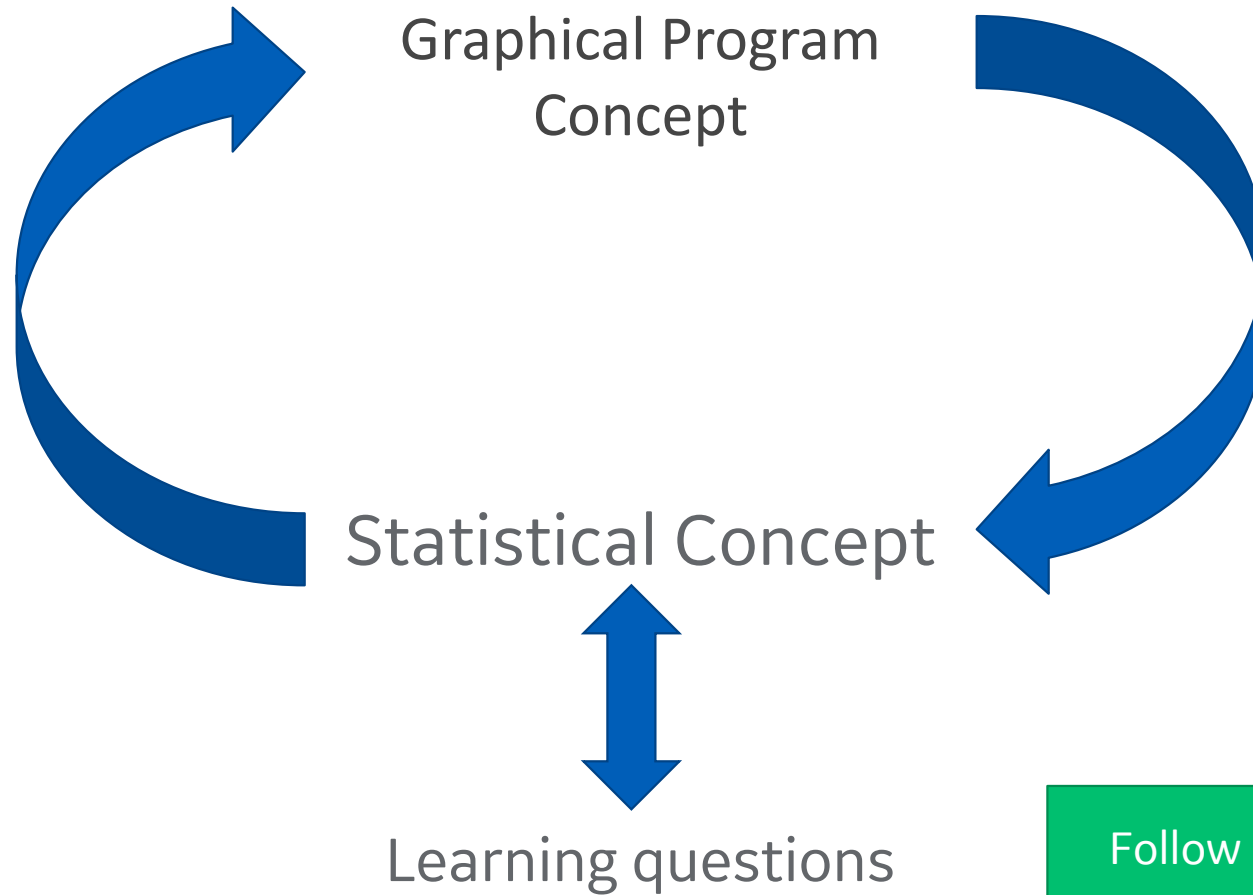 Graphical Program
Concept
Statistical Concept
Learning questions
Follow